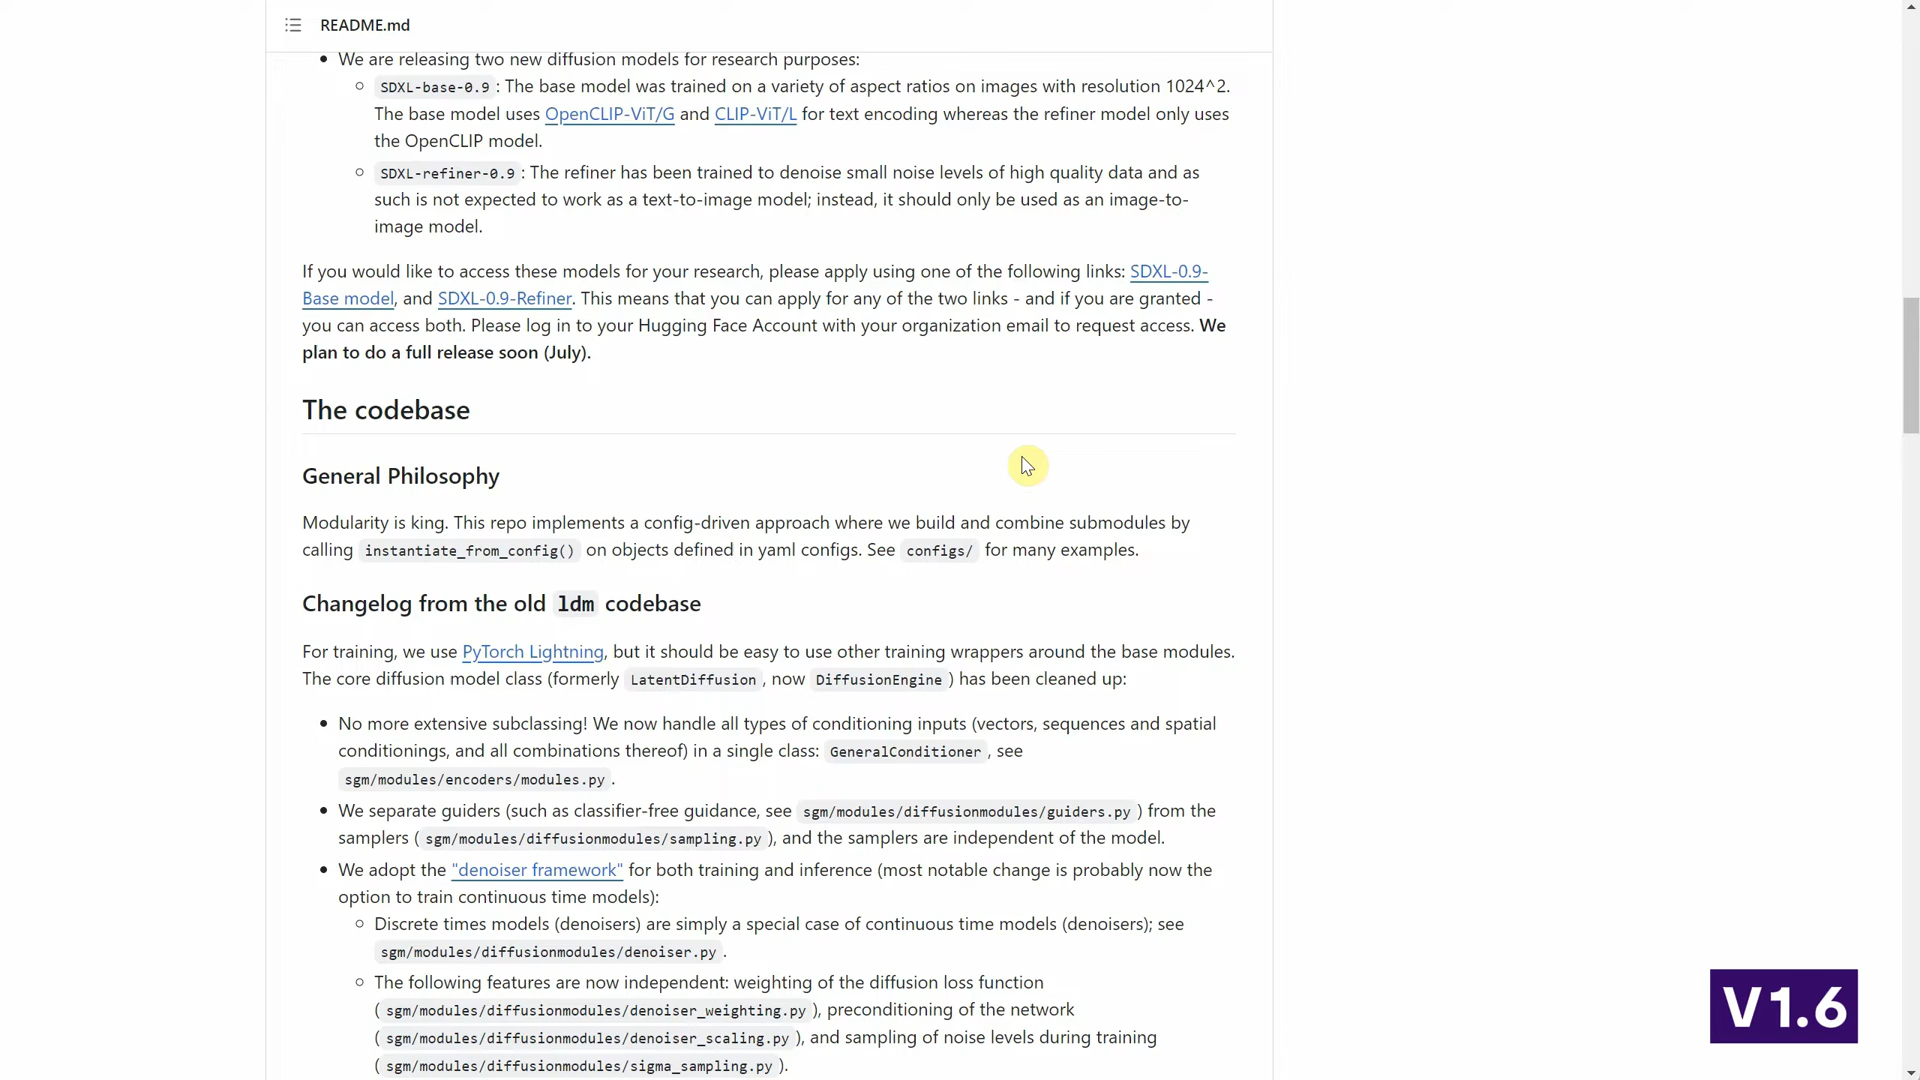 README.md
We are releasing two new diffusion models for research purposes:
SDXL-base-0.9 : The base model was trained on a variety of aspect ratios on images with resolution 1024^2.
The base model uses OpenCLIP-ViT/G and CLIP-ViT/L for text encoding whereas the refiner model only uses
the OpenCLIP model.
SDXL-refiner-0.9 : The refiner has been trained to denoise small noise levels of high quality data and as
such is not expected to work as a text-to-image model; instead, it should only be used as an image-to-
image model.
If you would like to access these models for your research, please apply using one of the following links: SDXL-0.9-
Base model, and SDXL-0.9-Refiner. This means that you can apply for any of the two links - and if you are granted -
you can access both. Please log in to your Hugging Face Account with your organization email to request access. We
plan to do a full release soon (July).
The codebase
General Philosophy
Modularity is king. This repo implements a config-driven approach where we build and combine submodules by
calling instantiate_from_config() on objects defined in yaml configs. See configs/ for many examples.
Changelog from the old ldm codebase
For training, we use PyTorch Lightning, but it should be easy to use other training wrappers around the base modules.
The core diffusion model class (formerly LatentDiffusion , now DiffusionEngine ) has been cleaned up:
No more extensive subclassing! We now handle all types of conditioning inputs (vectors, sequences and spatial
conditionings, and all combinations thereof) in a single class: GeneralConditioner , see
sgm/modules/encoders/modules.py .
We separate guiders (such as classifier-free guidance, see sgm/modules/diffusionmodules/guiders.py ) from the
samplers ( sgm/modules/diffusionmodules/sampling.py ), and the samplers are independent of the model.
We adopt the "denoiser framework" for both training and inference (most notable change is probably now the
option to train continuous time models):
Discrete times models (denoisers) are simply a special case of continuous time models (denoisers); see
sgm/modules/diffusionmodules/denoiser.py .
The following features are now independent: weighting of the diffusion loss function
( sgm/modules/diffusionmodules/denoiser_weighting.py ), preconditioning of the network
( sgm/modules/diffusionmodules/denoiser_scaling.py ), and sampling of noise levels during training
( sgm/modules/diffusionmodules/sigma_sampling.py ).
V1.6